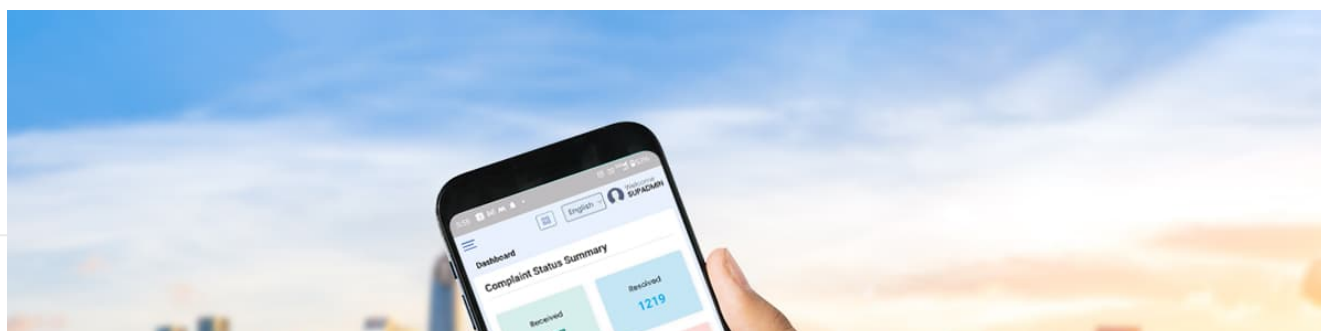 English
Welcome
SUPADMIN
Dashboard
Complaint Status Summary
Received
Resolved
1219